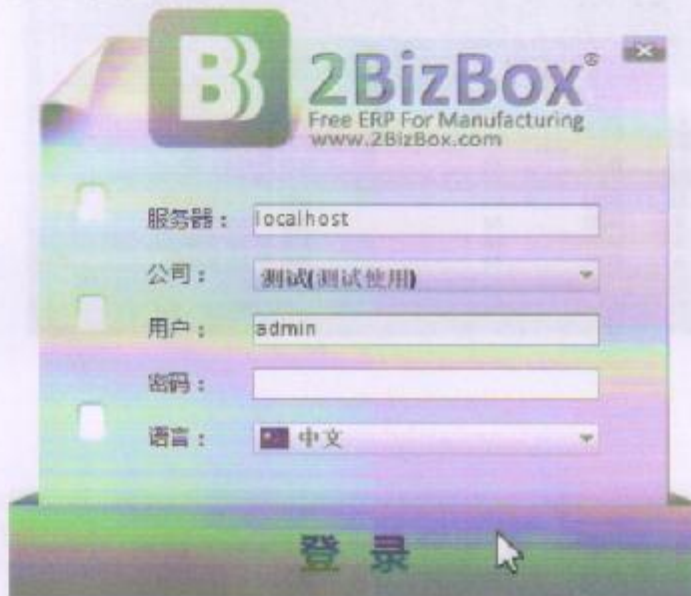 2BizBox®
Free ERP For Manufacturing
www.2BizBox.com
服务器： localhost
公司： 测试(测试使用)
用户： admin
密码：
语言： 中文
登 录